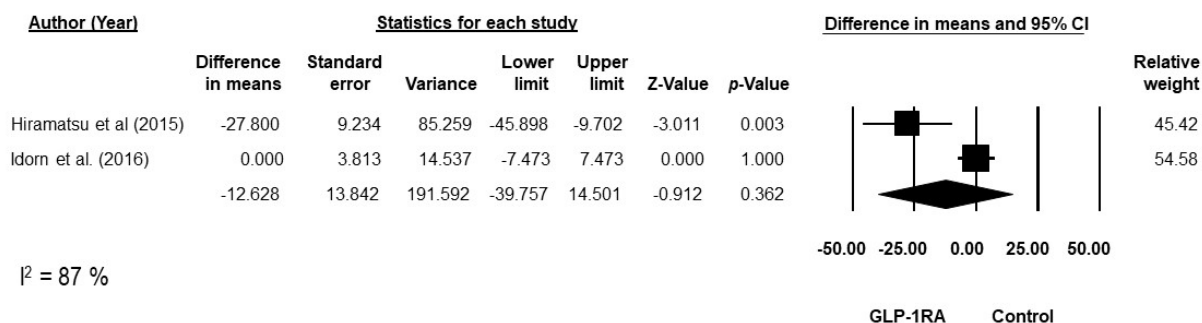 Author (Year) Statistics for each study Difference in means and 95% CI
Difference in means Standard error Variance Lower limit Upper limit Z-Value p-Value Relative weight
Hiramatsu et al (2015) -27.800 9.234 85.259 -45.898 -9.702 -3.011 0.003 45.42
Idorn et al. (2016) 0.000 3.813 14.537 -7.473 7.473 0.000 1.000 54.58
-12.628 13.842 191.592 -39.757 14.501 -0.912 0.362
-50.00 -25.00 0.00 25.00 50.00
I² = 87 %
GLP-1RA Control